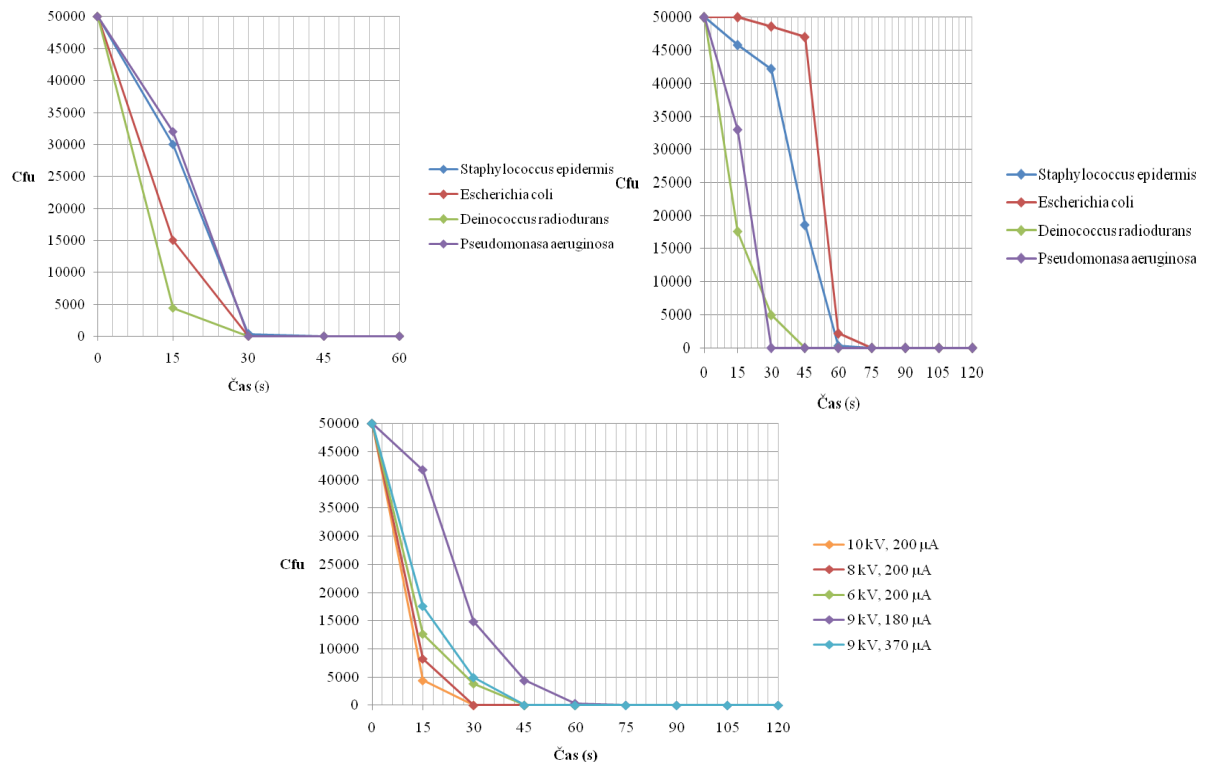 50000
45000
40000
35000
30000
25000
20000
15000
10000
5000
0
Cfu
0 15 30 45 60
Čas (s)
Staphylococcus epidermis
Escherichia coli
Deinococcus radiodurans
Pseudomonasa aeruginosa
50000
45000
40000
35000
30000
25000
20000
15000
10000
5000
0
Cfu
0 15 30 45 60 75 90 105 120
Čas (s)
Staphylococcus epidermis
Escherichia coli
Deinococcus radiodurans
Pseudomonasa aeruginosa
50000
45000
40000
35000
30000
25000
20000
15000
10000
5000
0
Cfu
0 15 30 45 60 75 90 105 120
Čas (s)
10 kV, 200 µA
8 kV, 200 µA
6 kV, 200 µA
9 kV, 180 µA
9 kV, 370 µA